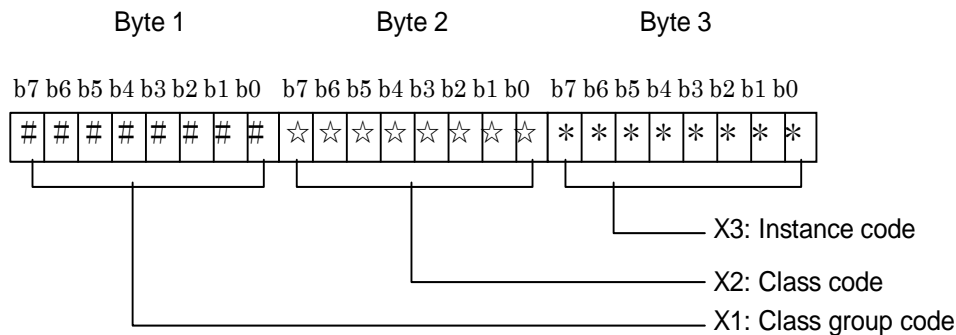 Byte 1 Byte 2 Byte 3
b7 b6 b5 b4 b3 b2 b1 b0 b7 b6 b5 b4 b3 b2 b1 b0 b7 b6 b5 b4 b3 b2 b1 b0
# # # # # # # # ☆ ☆ ☆ ☆ ☆ ☆ ☆ ☆ * * * * * * * *
X3: Instance code
X2: Class code
X1: Class group code